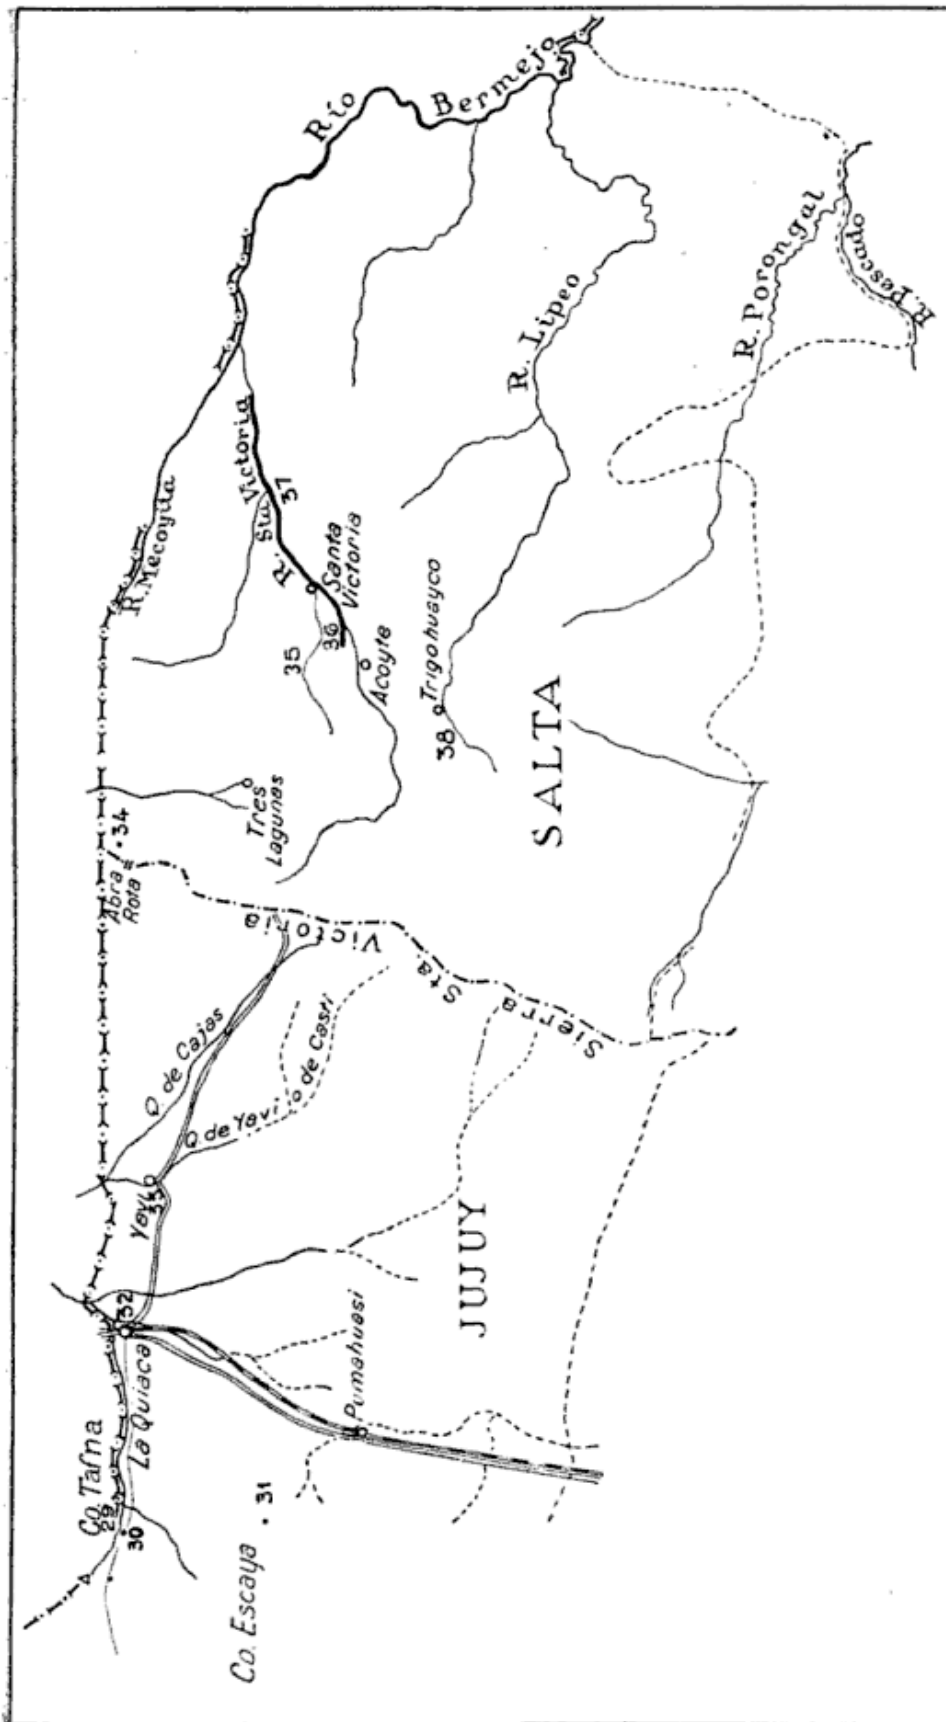 Río
Bermejo
R. Mecoyita
R. Sta. Victoria
37
Santa
Victoria
36
35
Acoyte
R. Lipeo
R. Porongal
R. Pescado
Trigohuayco
38
SALTA
Tres
Lagunas
34
Abra
Rota
Sierra Sta. Victoria
Q. de Cajas
Q. de Yavi
o de Casti
Yavi
33
JUJUY
32
La Quiaca
Pumahuasi
Co. Tafna
29
30
31
Co. Escaya